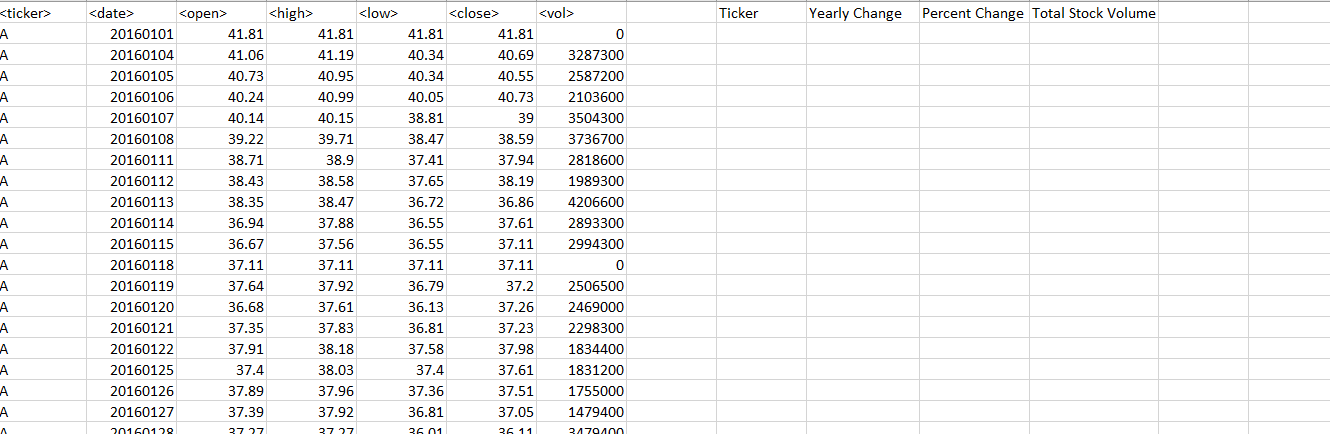 <ticker> <date> <open> <high> <low> <close> <vol> Ticker Yearly Change Percent Change Total Stock Volume
A 20160101 41.81 41.81 41.81 41.81 0
A 20160104 41.06 41.19 40.34 40.69 3287300
A 20160105 40.73 40.95 40.34 40.55 2587200
A 20160106 40.24 40.99 40.05 40.73 2103600
A 20160107 40.14 40.15 38.81 39 3504300
A 20160108 39.22 39.71 38.47 38.59 3736700
A 20160111 38.71 38.9 37.41 37.94 2818600
A 20160112 38.43 38.58 37.65 38.19 1989300
A 20160113 38.35 38.47 36.72 36.86 4206600
A 20160114 36.94 37.88 36.55 37.61 2893300
A 20160115 36.67 37.56 36.55 37.11 2994300
A 20160118 37.11 37.11 37.11 37.11 0
A 20160119 37.64 37.92 36.79 37.2 2506500
A 20160120 36.68 37.61 36.13 37.26 2469000
A 20160121 37.35 37.83 36.81 37.23 2298300
A 20160122 37.91 38.18 37.58 37.98 1834400
A 20160125 37.4 38.03 37.4 37.61 1831200
A 20160126 37.89 37.96 37.36 37.51 1755000
A 20160127 37.39 37.92 36.81 37.05 1479400
A 20160128 37.27 37.27 36.01 36.11 3479400